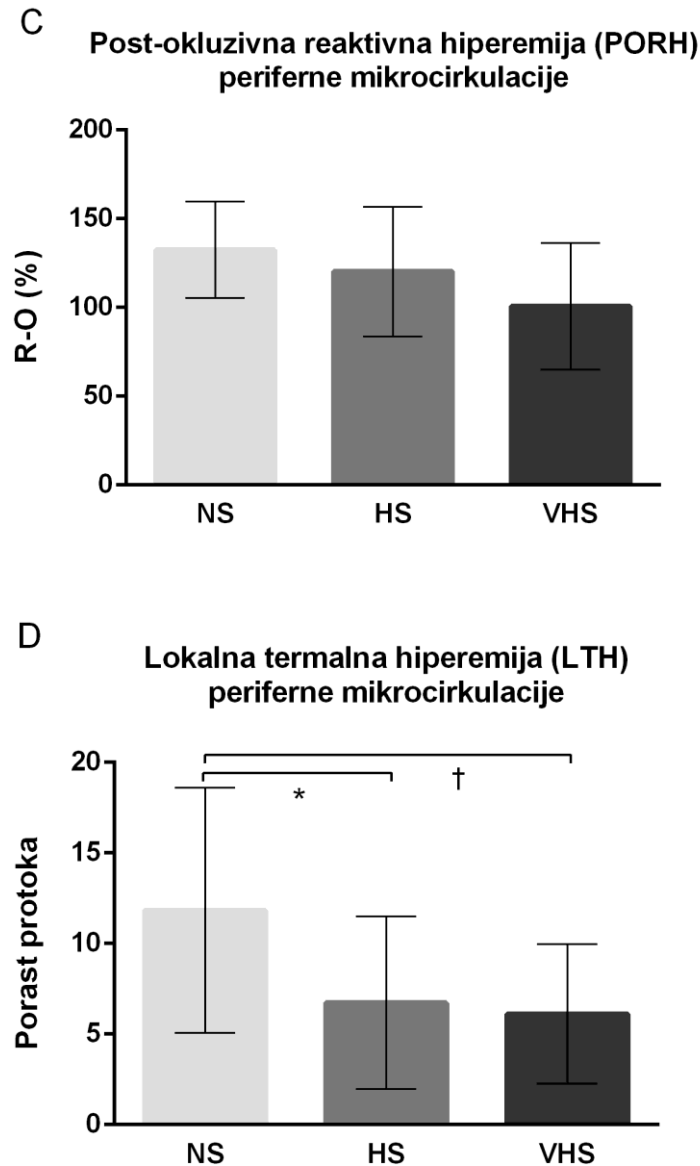 C
Post-okluzivna reaktivna hiperemija (PORH)
periferne mikrocirkulacije
200
150
100
50
0
R-O (%)
NS HS VHS
D
Lokalna termalna hiperemija (LTH)
periferne mikrocirkulacije
20
15
10
5
0
Porast protoka
* †
NS HS VHS